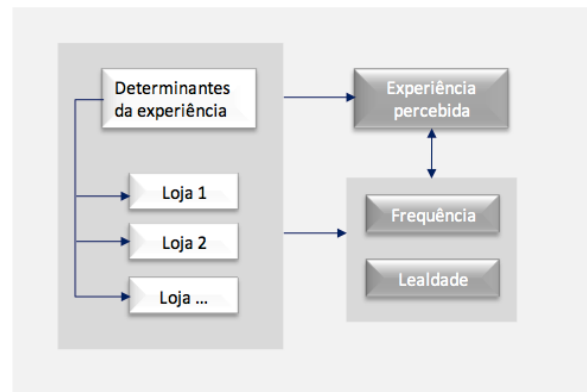 Determinantes
da experiência
Experiência
percebida
Loja 1
Loja 2
Loja ...
Frequência
Lealdade